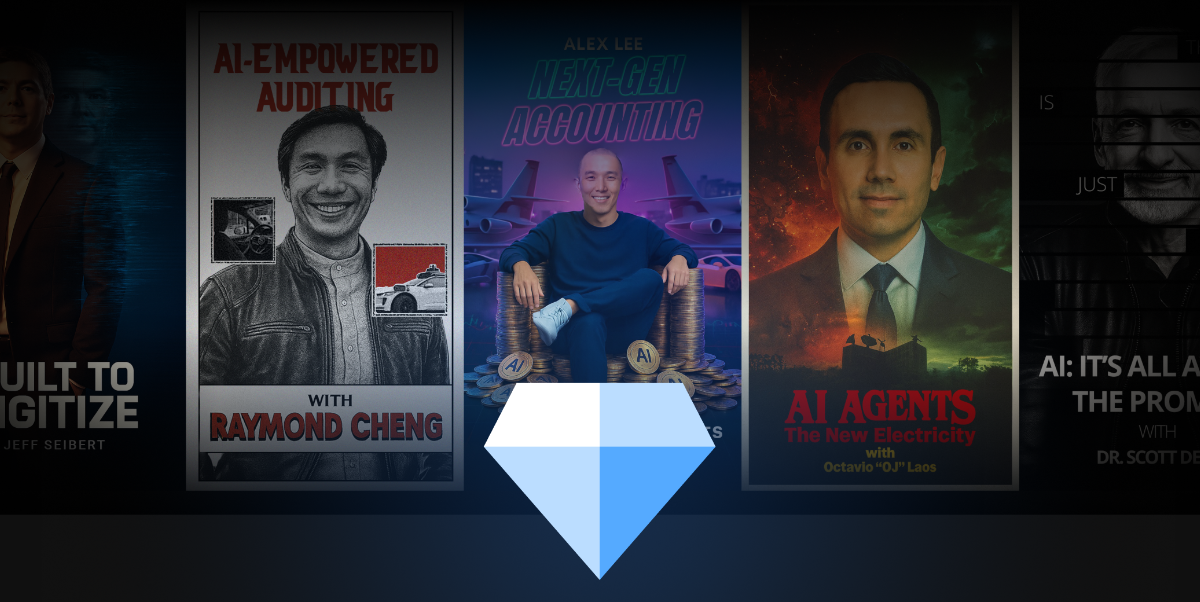 UILT TO
IGITIZE
JEFF SEIBERT
AI-EMPOWERED
AUDITING
WITH
RAYMOND CHENG
ALEX LEE
NEXT-GEN
ACCOUNTING
AI
AI
TS
AI AGENTS
The New Electricity
with
Octavio “OJ” Laos
IS
JUST
AI: IT'S ALL A
THE PROM
WITH
DR. SCOTT DE